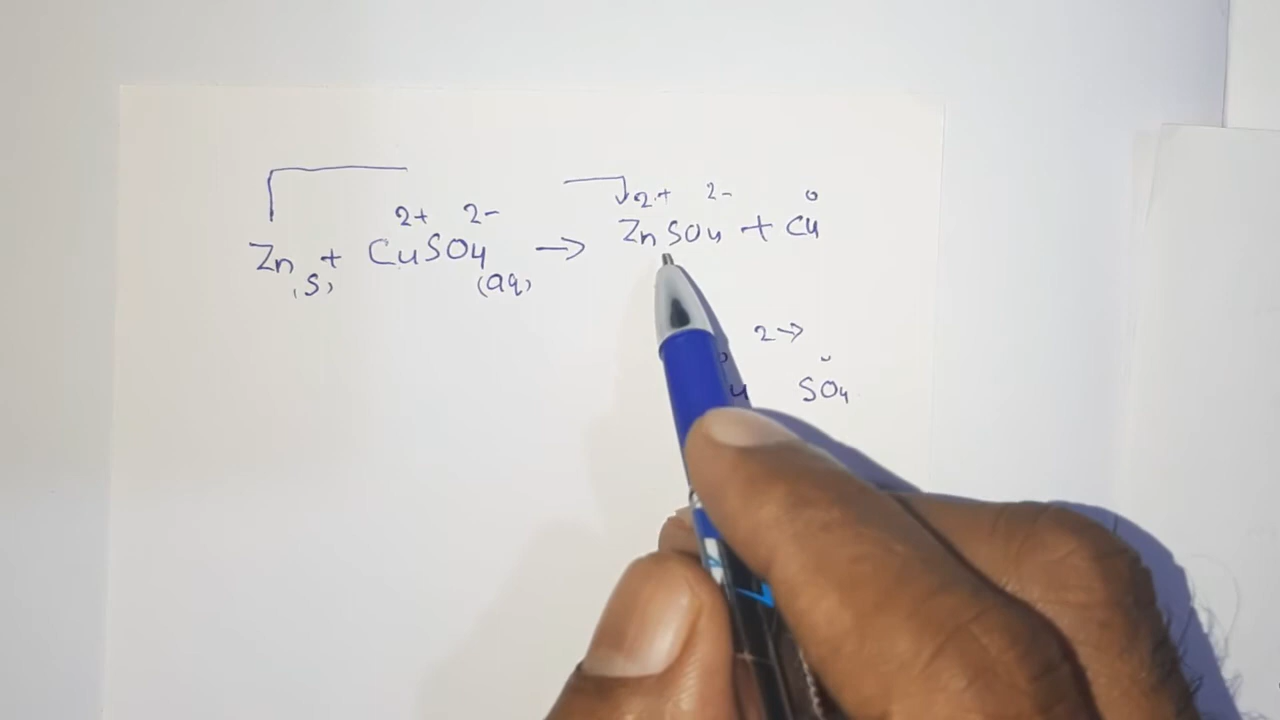 2+ 2- 2+ 2- 0
Zn(s) + CuSO4(aq) → ZnSO4 + Cu
2→
u SO4